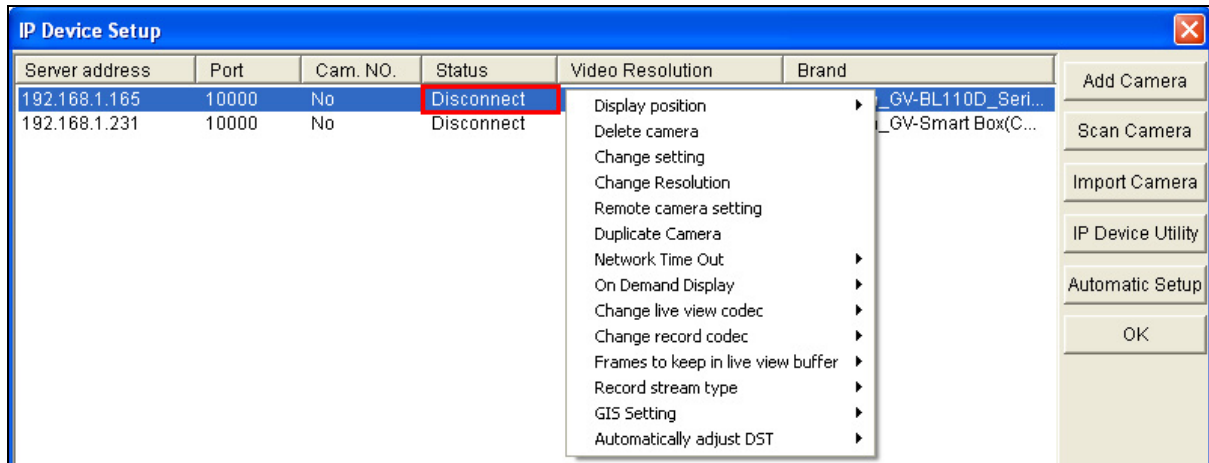 IP Device Setup
Server address Port Cam. NO. Status Video Resolution Brand
192.168.1.165 10000 No Disconnect _GV-BL110D_Seri...
192.168.1.231 10000 No Disconnect _GV-Smart Box(C...
Display position
Delete camera
Change setting
Change Resolution
Remote camera setting
Duplicate Camera
Network Time Out
On Demand Display
Change live view codec
Change record codec
Frames to keep in live view buffer
Record stream type
GIS Setting
Automatically adjust DST
Add Camera
Scan Camera
Import Camera
IP Device Utility
Automatic Setup
OK